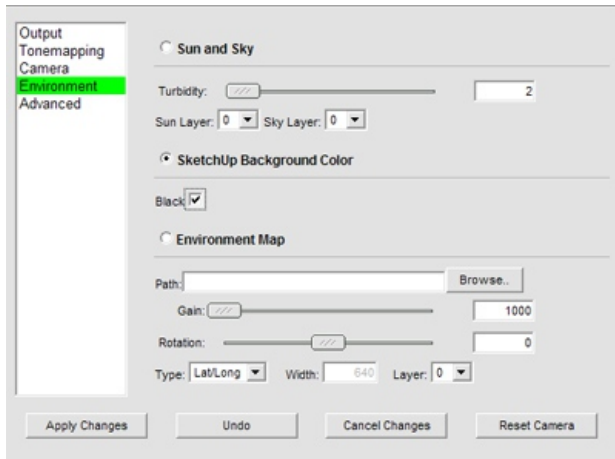 Output
Tonemapping
Camera
Environment
Advanced
Sun and Sky
Turbidity: 2
Sun Layer: 0 Sky Layer: 0
SketchUp Background Color
Black
Environment Map
Path: Browse..
Gain: 1000
Rotation: 0
Type: Lat/Long Width: 640 Layer: 0
Apply Changes Undo Cancel Changes Reset Camera